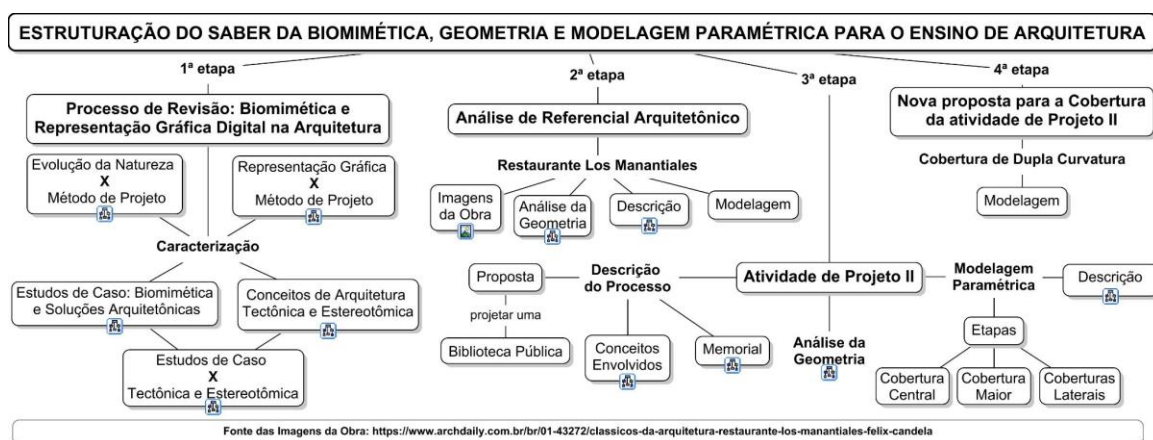 ESTRUTURAÇÃO DO SABER DA BIOMIMÉTICA, GEOMETRIA E MODELAGEM PARAMÉTRICA PARA O ENSINO DE ARQUITETURA
1ª etapa
Processo de Revisão: Biomimética e
Representação Gráfica Digital na Arquitetura
Evolução da Natureza
X
Método de Projeto
Representação Gráfica
X
Método de Projeto
Caracterização
Estudos de Caso: Biomimética
e Soluções Arquitetônicas
Conceitos de Arquitetura
Tectônica e Estereotômica
Estudos de Caso
X
Tectônica e Estereotômica
2ª etapa
Análise de Referencial Arquitetônico
Restaurante Los Manantiales
Imagens
da Obra
Análise da
Geometria
Descrição
Modelagem
3ª etapa
Atividade de Projeto II
Descrição
do Processo
Proposta
projetar uma
Biblioteca Pública
Conceitos
Envolvidos
Memorial
Análise da
Geometria
Modelagem
Paramétrica
Descrição
Etapas
Cobertura
Central
Cobertura
Maior
Coberturas
Laterais
4ª etapa
Nova proposta para a Cobertura
da atividade de Projeto II
Cobertura de Dupla Curvatura
Modelagem
Fonte das Imagens da Obra: https://www.archdaily.com.br/br/01-43272/classicos-da-arquitetura-restaurante-los-manantiales-felix-candela